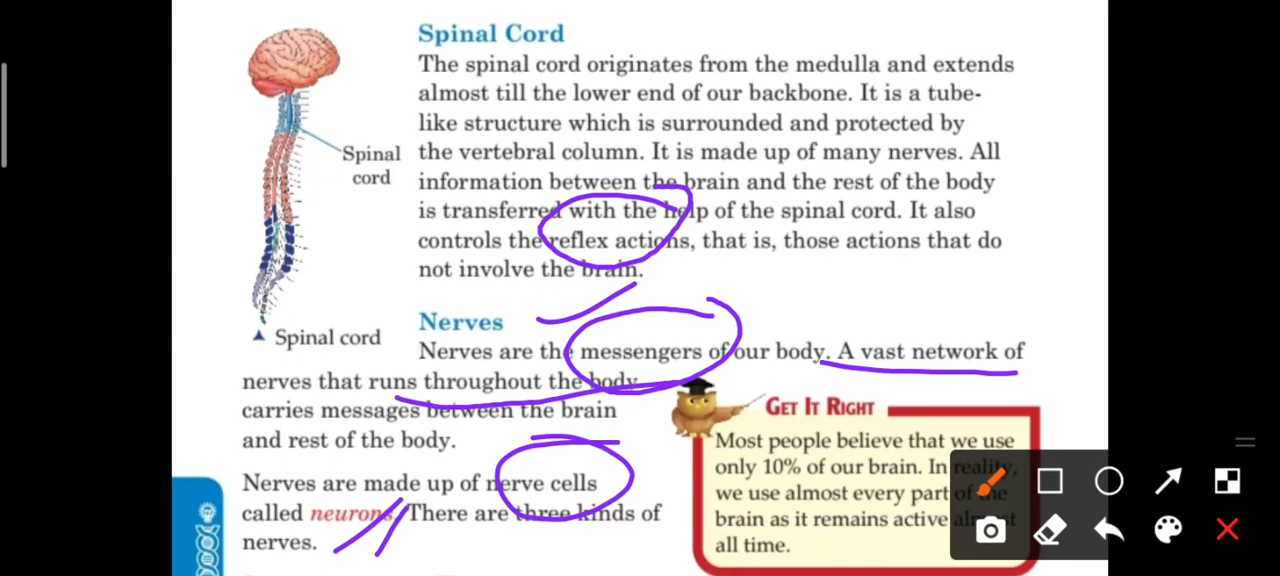 Spinal Cord
The spinal cord originates from the medulla and extends
almost till the lower end of our backbone. It is a tube-
like structure which is surrounded and protected by
the vertebral column. It is made up of many nerves. All
information between the brain and the rest of the body
is transferred with the help of the spinal cord. It also
controls the reflex actions, that is, those actions that do
not involve the brain.
Spinal
cord
▲ Spinal cord
Nerves
Nerves are the messengers of our body. A vast network of
nerves that runs throughout the body
carries messages between the brain
and rest of the body.
Nerves are made up of nerve cells
called neurons. There are three kinds of
nerves.
GET IT RIGHT
Most people believe that we use
only 10% of our brain. In reality,
we use almost every part of the
brain as it remains active almost
all time.